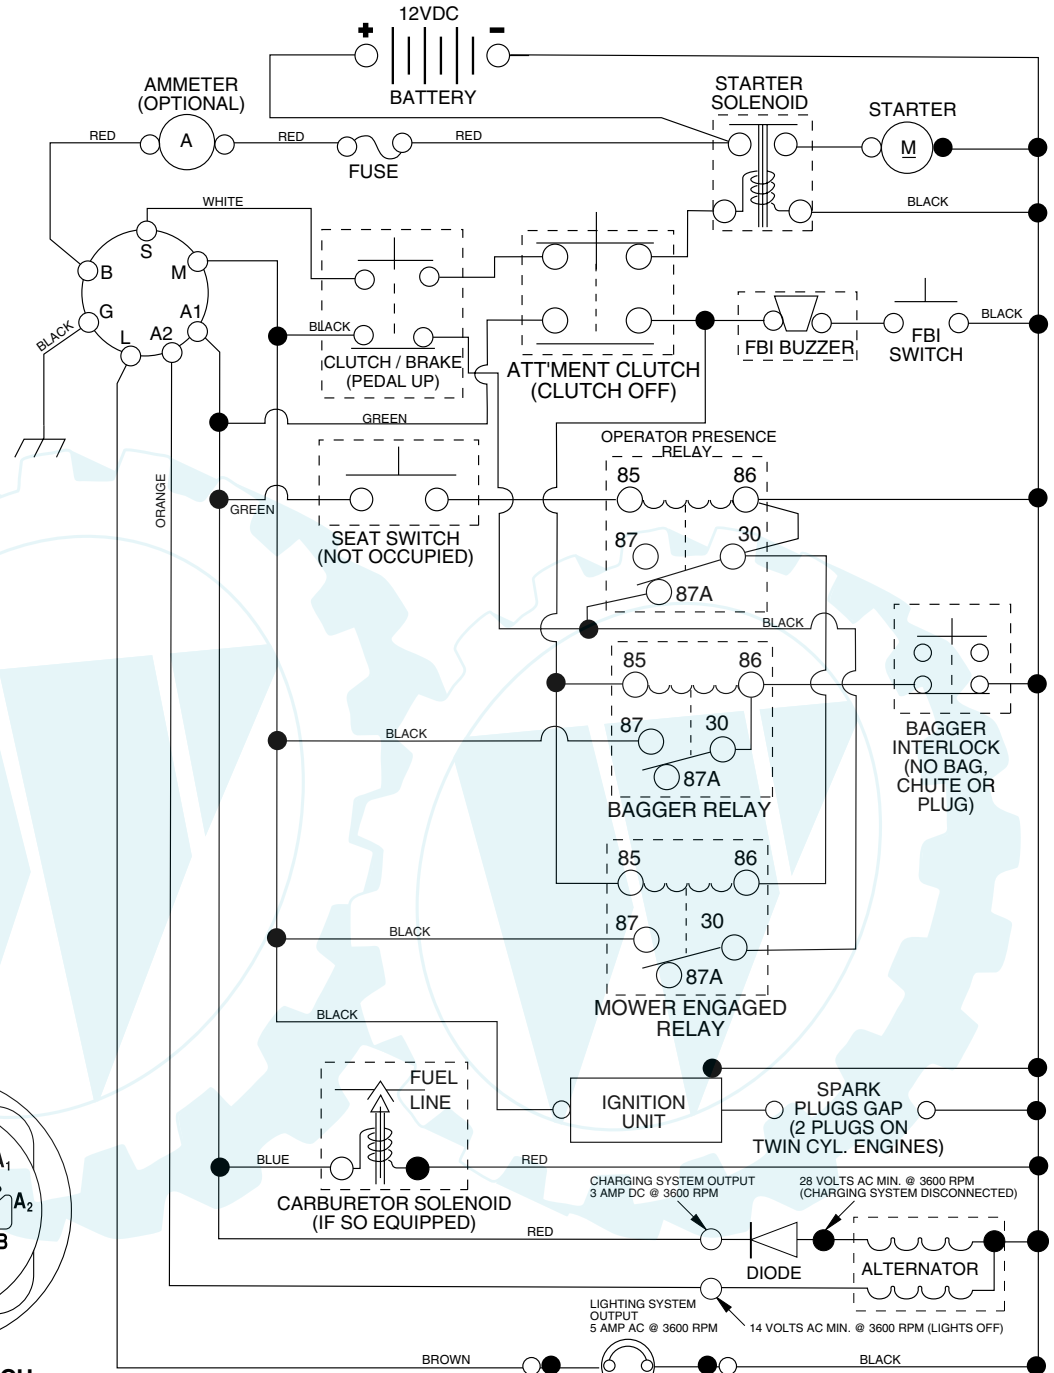 12VDC
+
-
BATTERY
AMMETER
(OPTIONAL)
STARTER
SOLENOID
STARTER
RED
A
RED
FUSE
RED
M
WHITE
BLACK
S
B
M
G
A1
L
A2
BLACK
BLACK
CLUTCH / BRAKE
(PEDAL UP)
ATT'MENT CLUTCH
(CLUTCH OFF)
FBI BUZZER
FBI
SWITCH
BLACK
GREEN
ORANGE
GREEN
SEAT SWITCH
(NOT OCCUPIED)
OPERATOR PRESENCE
RELAY
85
86
87
30
87A
BLACK
85
86
87
30
87A
BLACK
BAGGER RELAY
BAGGER
INTERLOCK
(NO BAG,
CHUTE OR
PLUG)
85
86
87
30
87A
BLACK
MOWER ENGAGED
RELAY
BLACK
FUEL
LINE
IGNITION
UNIT
SPARK
PLUGS GAP
(2 PLUGS ON
TWIN CYL. ENGINES)
BLUE
RED
CARBURETOR SOLENOID
(IF SO EQUIPPED)
CHARGING SYSTEM OUTPUT
3 AMP DC @ 3600 RPM
28 VOLTS AC MIN. @ 3600 RPM
(CHARGING SYSTEM DISCONNECTED)
RED
DIODE
ALTERNATOR
LIGHTING SYSTEM
OUTPUT
5 AMP AC @ 3600 RPM
14 VOLTS AC MIN. @ 3600 RPM (LIGHTS OFF)
BROWN
BLACK
A1
A2
B